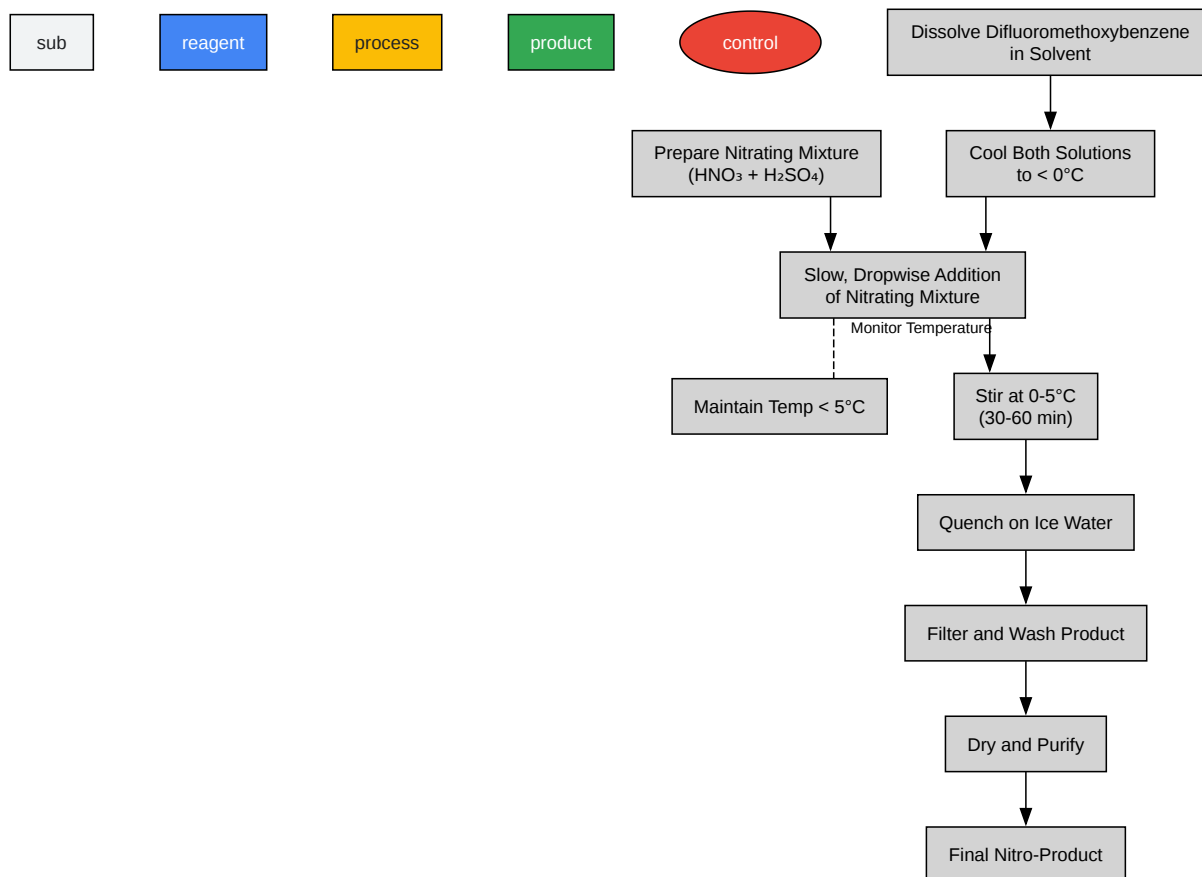 sub
reagent
process
product
control
Dissolve Difluoromethoxybenzene
in Solvent
Prepare Nitrating Mixture
(HNO₃ + H₂SO₄)
Cool Both Solutions
to < 0°C
Slow, Dropwise Addition
of Nitrating Mixture
Monitor Temperature
Maintain Temp < 5°C
Stir at 0-5°C
(30-60 min)
Quench on Ice Water
Filter and Wash Product
Dry and Purify
Final Nitro-Product